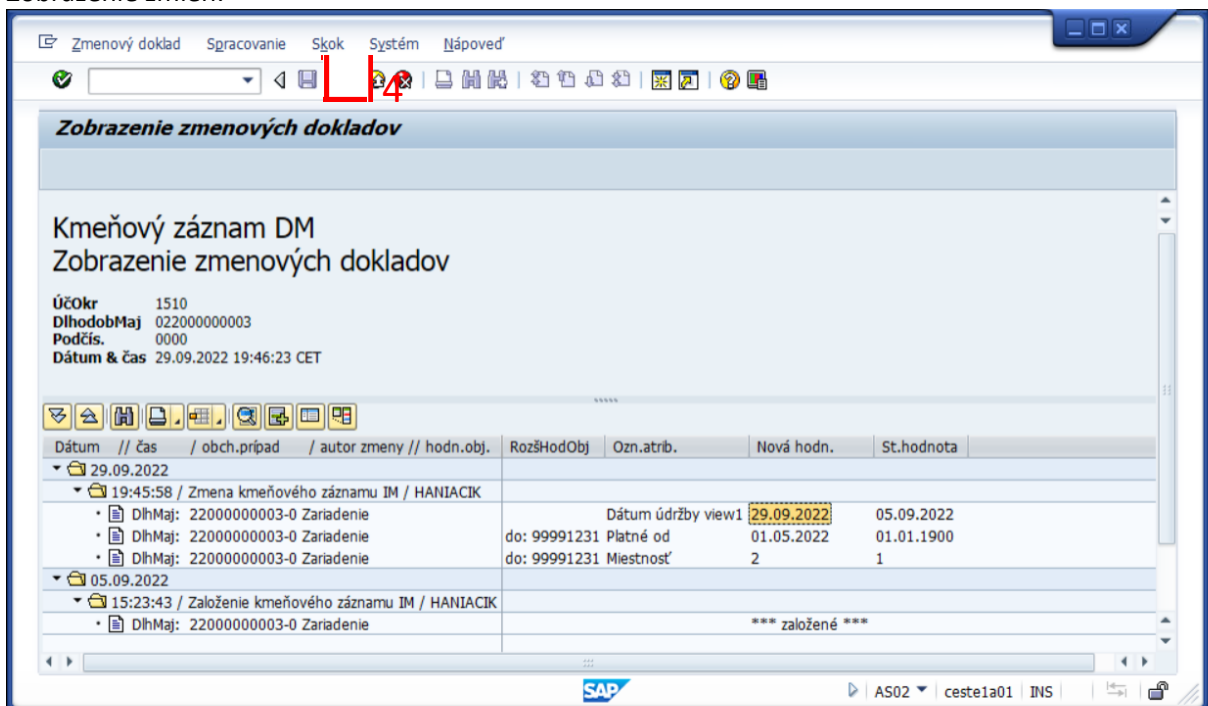 Zmenový doklad Spracovanie Skok Systém Nápoveď
4
Zobrazenie zmenových dokladov
Kmeňový záznam DM
Zobrazenie zmenových dokladov
ÚčOkr 1510
DlhodobMaj 022000000003
Podčís. 0000
Dátum & čas 29.09.2022 19:46:23 CET
Dátum // čas / obch.prípad / autor zmeny // hodn.obj. RozšHodObj Ozn.atrib. Nová hodn. St.hodnota
29.09.2022
19:45:58 / Zmena kmeňového záznamu IM / HANIACIK
DlhMaj: 22000000003-0 Zariadenie Dátum údržby view1 29.09.2022 05.09.2022
DlhMaj: 22000000003-0 Zariadenie do: 99991231 Platné od 01.05.2022 01.01.1900
DlhMaj: 22000000003-0 Zariadenie do: 99991231 Miestnosť 2 1
05.09.2022
15:23:43 / Založenie kmeňového záznamu IM / HANIACIK
DlhMaj: 22000000003-0 Zariadenie *** založené ***
SAP AS02 ceste1a01 INS